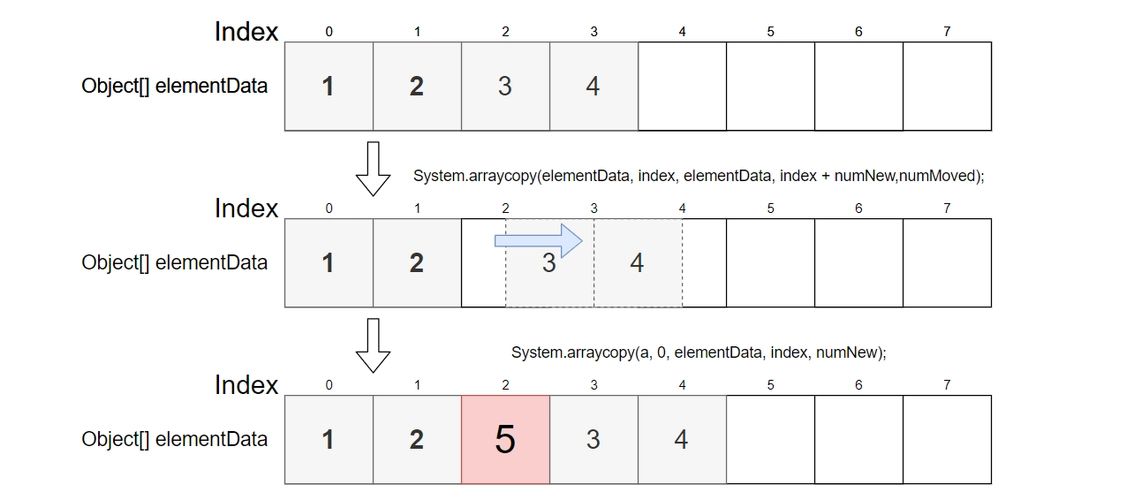 Index 0 1 2 3 4 5 6 7
Object[] elementData 1 2 3 4
System.arraycopy(elementData, index, elementData, index + numNew,numMoved);
Index 0 1 2 3 4 5 6 7
Object[] elementData 1 2 3 4
System.arraycopy(a, 0, elementData, index, numNew);
Index 0 1 2 3 4 5 6 7
Object[] elementData 1 2 5 3 4